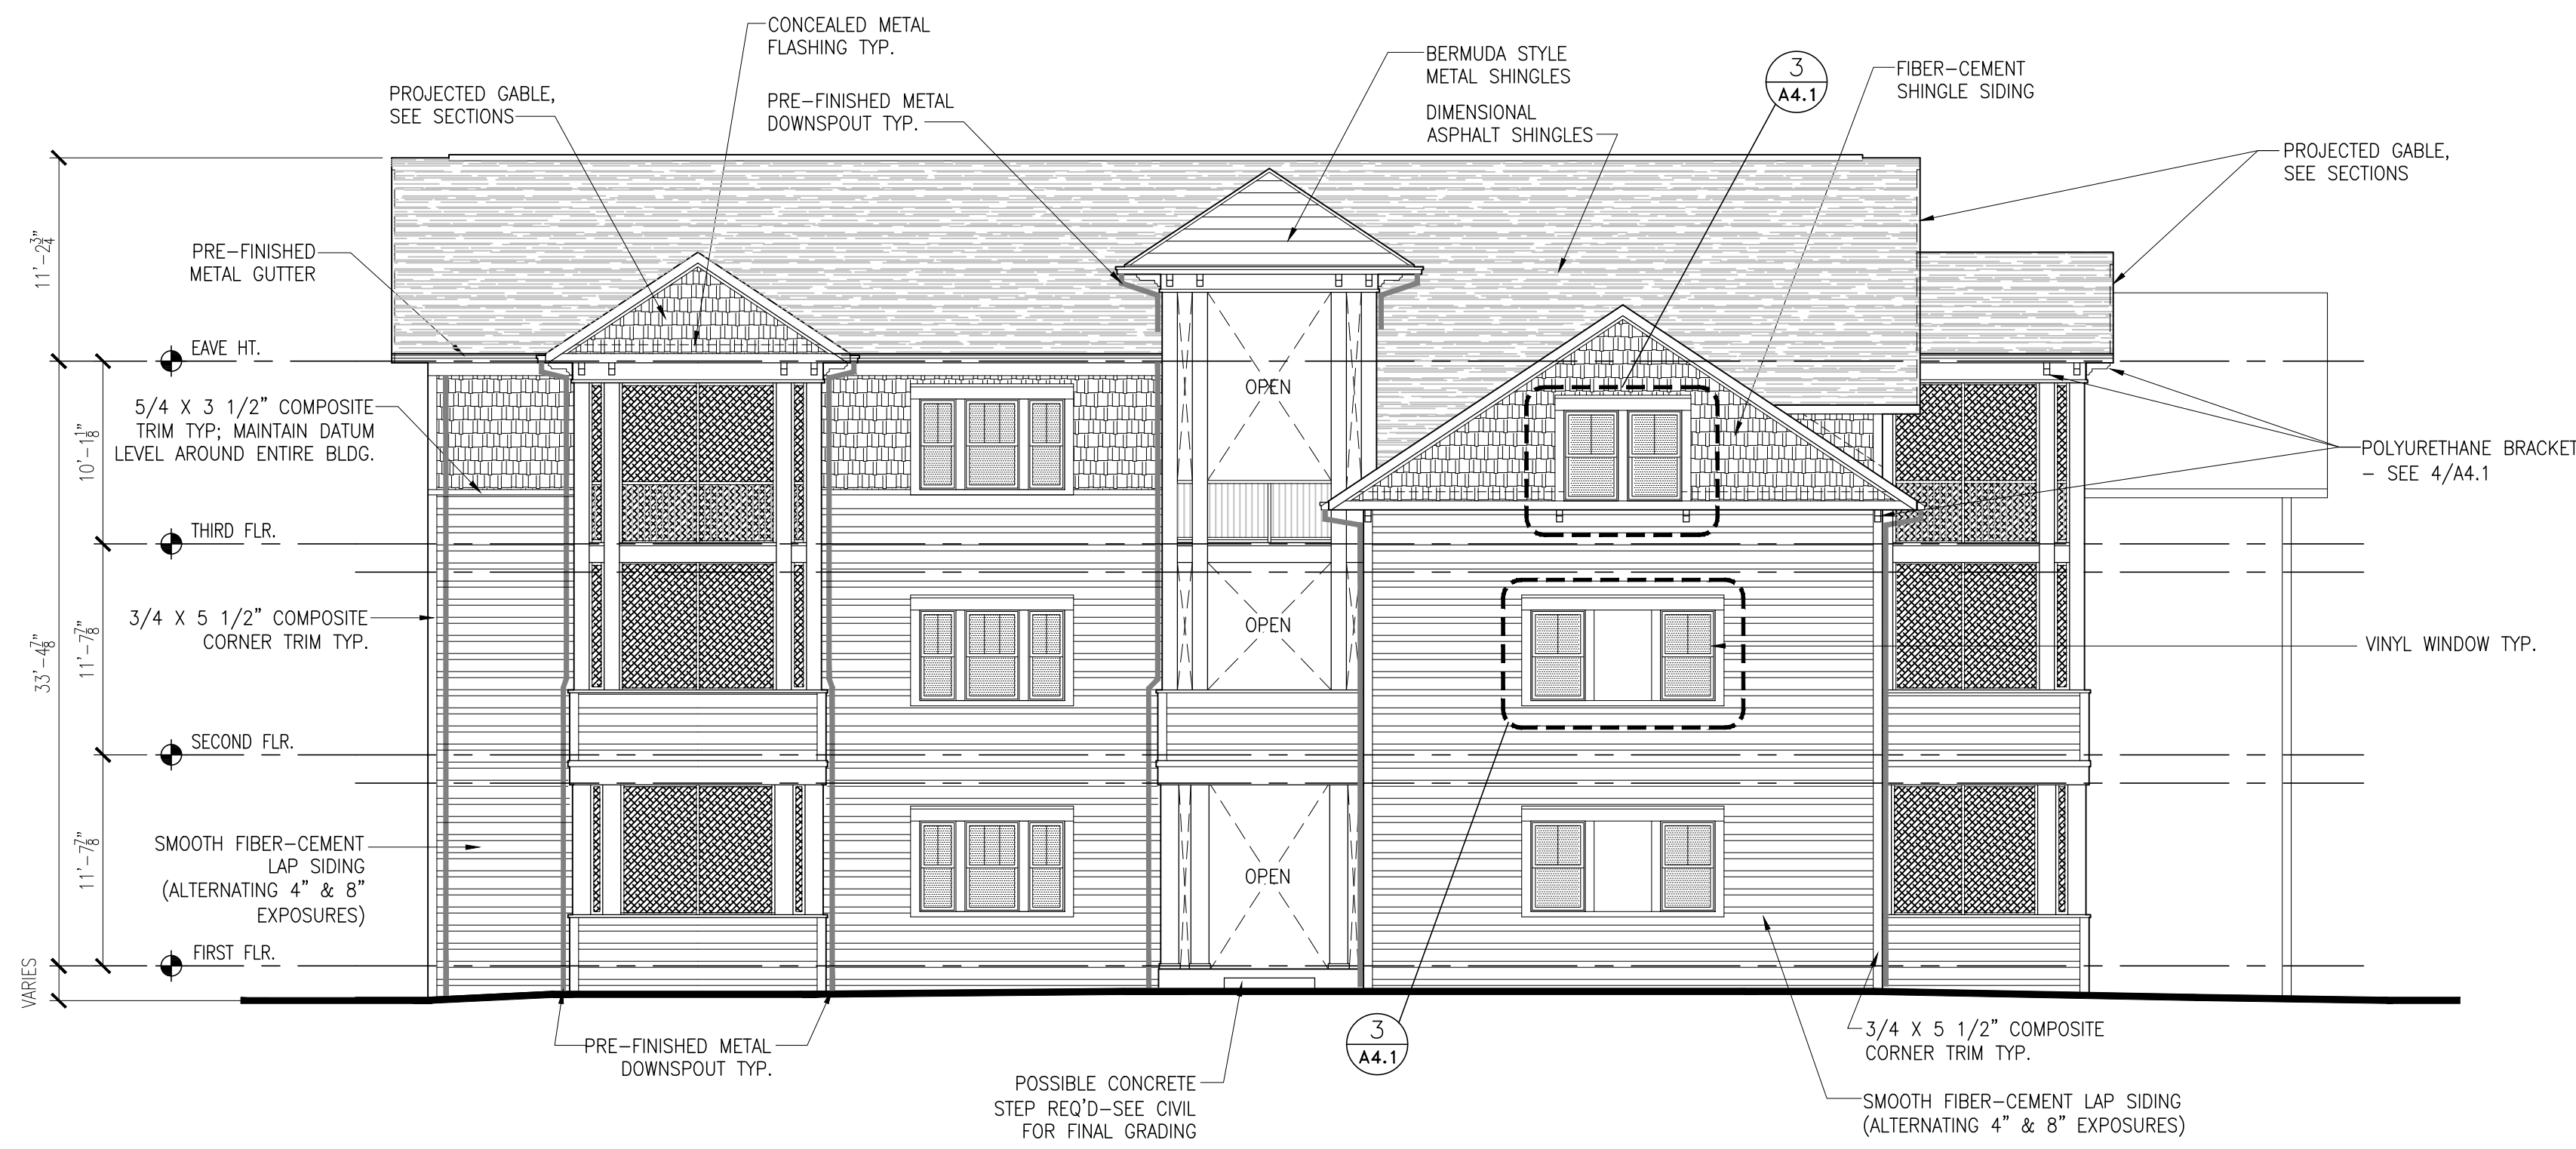 CONCEALED METAL
FLASHING TYP.
PROJECTED GABLE,
SEE SECTIONS
PRE-FINISHED METAL
DOWNSPOUT TYP.
BERMUDA STYLE
METAL SHINGLES
DIMENSIONAL
ASPHALT SHINGLES
3
A4.1
FIBER-CEMENT
SHINGLE SIDING
PROJECTED GABLE,
SEE SECTIONS
PRE-FINISHED
METAL GUTTER
11'-2 3/4"
EAVE HT.
OPEN
5/4 X 3 1/2" COMPOSITE
TRIM TYP; MAINTAIN DATUM
LEVEL AROUND ENTIRE BLDG.
10'-1 1/8"
POLYURETHANE BRACKET
- SEE 4/A4.1
THIRD FLR.
3/4 X 5 1/2" COMPOSITE
CORNER TRIM TYP.
33'-4 7/8"
11'-7 7/8"
OPEN
VINYL WINDOW TYP.
SECOND FLR.
SMOOTH FIBER-CEMENT
LAP SIDING
(ALTERNATING 4" & 8"
EXPOSURES)
11'-7 7/8"
OPEN
FIRST FLR.
VARIES
PRE-FINISHED METAL
DOWNSPOUT TYP.
POSSIBLE CONCRETE
STEP REQ'D-SEE CIVIL
FOR FINAL GRADING
3
A4.1
3/4 X 5 1/2" COMPOSITE
CORNER TRIM TYP.
SMOOTH FIBER-CEMENT LAP SIDING
(ALTERNATING 4" & 8" EXPOSURES)